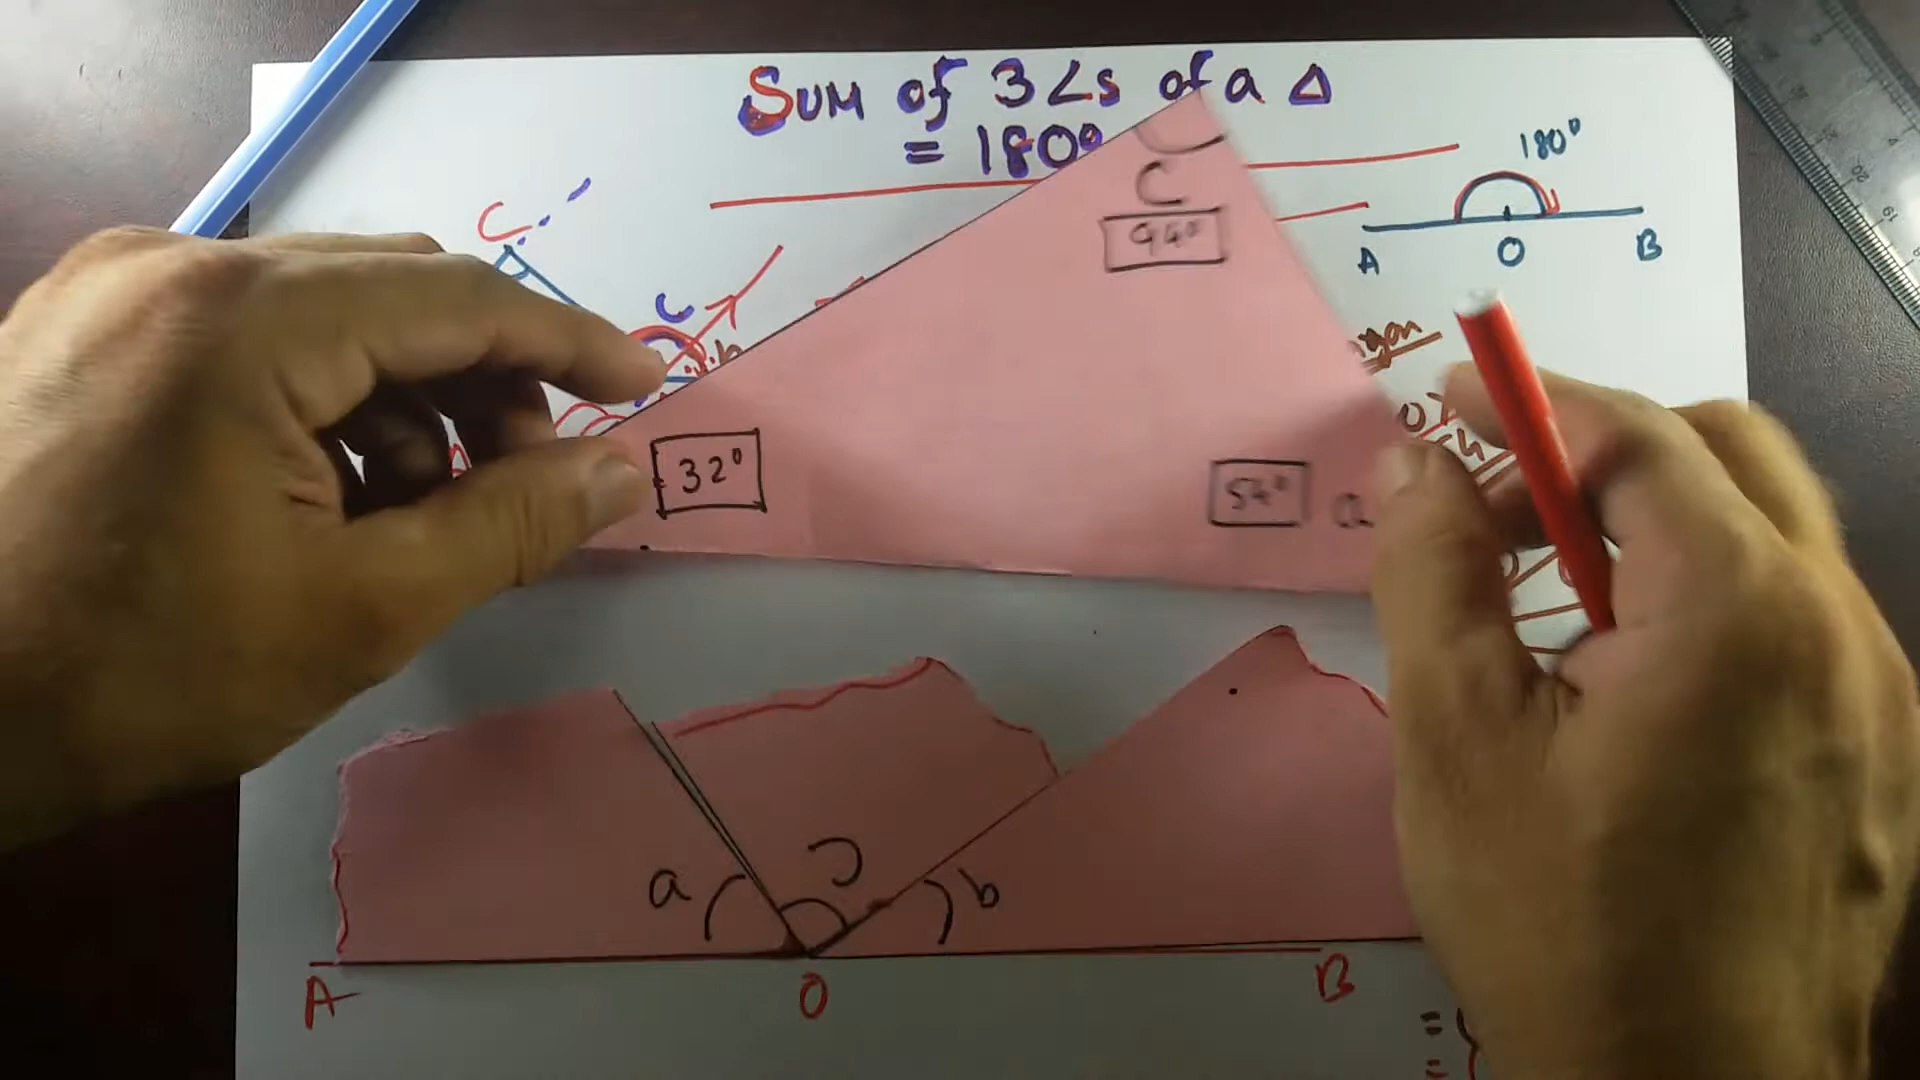 Sum of 3∠s of a Δ
= 180°
180°
A O B
C
C
C
94°
32°
54° a
a
b
A O B
=
=